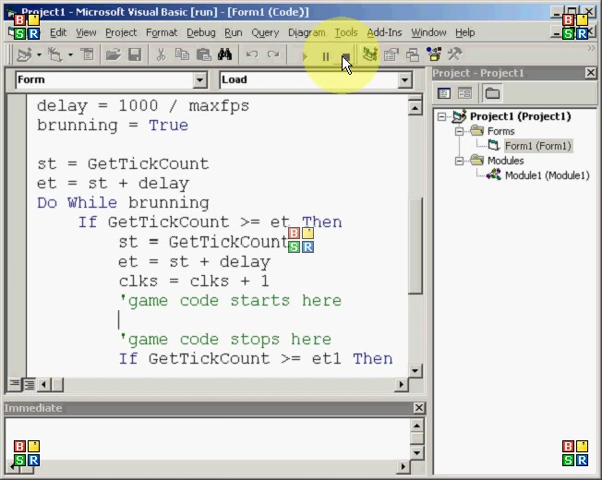 Project1 - Microsoft Visual Basic [run] - [Form1 (Code)]
Edit View Project Format Debug Run Query Diagram Tools Add-Ins Window Help
Form Load
delay = 1000 / maxfps
brunning = True
st = GetTickCount
et = st + delay
Do While brunning
If GetTickCount >= et Then
st = GetTickCount
et = st + delay
clks = clks + 1
'game code starts here
'game code stops here
If GetTickCount >= et1 Then
Immediate
Project - Project1
Project1 (Project1)
Forms
Form1 (Form1)
Modules
Module1 (Module1)
B
S R
B
S R
B
S R
B
S R
B
S R